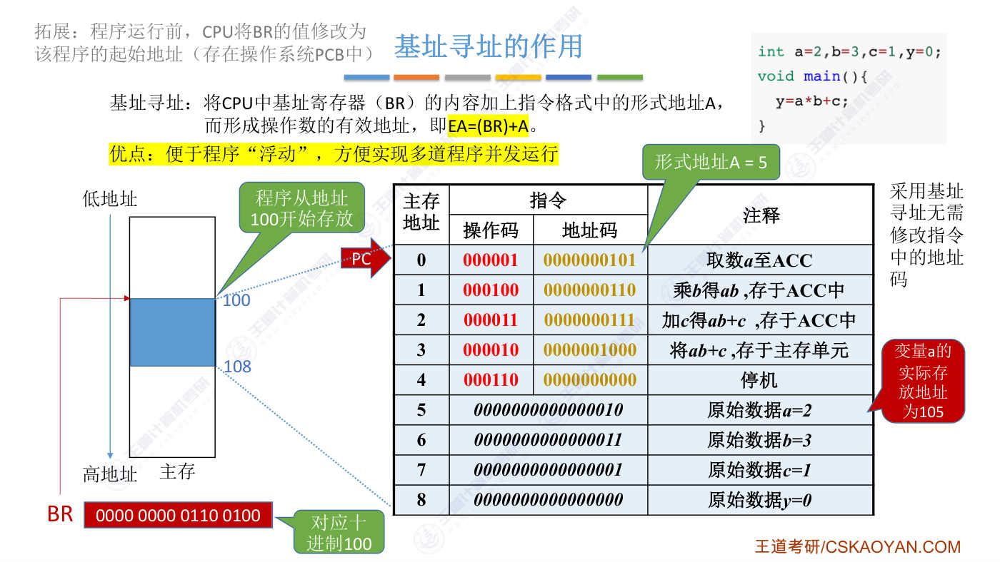 拓展：程序运行前，CPU将BR的值修改为
该程序的起始地址（存在操作系统PCB中）
基址寻址的作用
int a=2,b=3,c=1,y=0;
void main(){
y=a*b+c;
}
基址寻址：将CPU中基址寄存器（BR）的内容加上指令格式中的形式地址A，
而形成操作数的有效地址，即EA=(BR)+A。
优点：便于程序“浮动”，方便实现多道程序并发运行
形式地址A = 5
低地址
程序从地址
100开始存放
PC
100
108
高地址
主存
BR
0000 0000 0110 0100
对应十
进制100
主存
地址
指令
注释
操作码 地址码
0 000001 0000000101 取数a至ACC
1 000100 0000000110 乘b得ab ,存于ACC中
2 000011 0000000111 加c得ab+c ,存于ACC中
3 000010 0000001000 将ab+c ,存于主存单元
4 000110 0000000000 停机
5 0000000000000010 原始数据a=2
6 0000000000000011 原始数据b=3
7 0000000000000001 原始数据c=1
8 0000000000000000 原始数据y=0
采用基址
寻址无需
修改指令
中的地址
码
变量a的
实际存
放地址
为105
王道考研/CSKAOYAN.COM